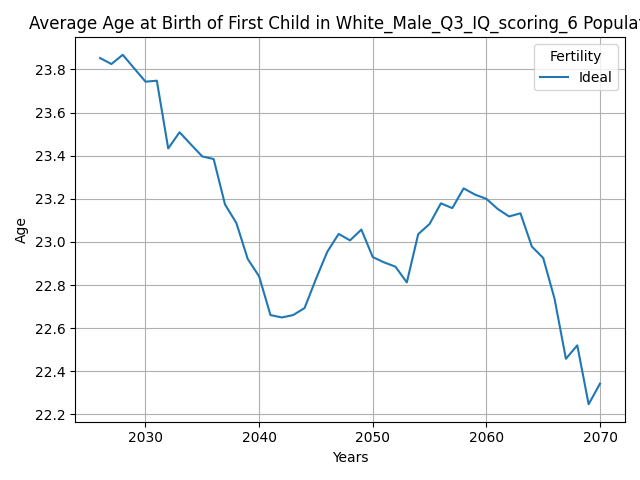 Average Age at Birth of First Child in White_Male_Q3_IQ_scoring_6 Popula
Fertility
Ideal
23.8
23.6
23.4
23.2
23.0
22.8
22.6
22.4
22.2
Age
2030 2040 2050 2060 2070
Years